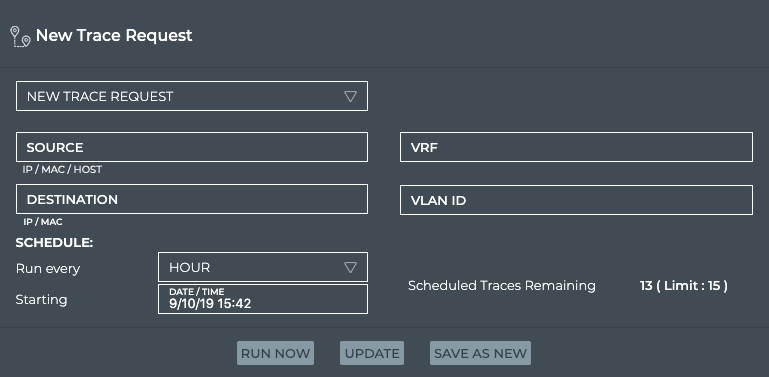 New Trace Request
NEW TRACE REQUEST
SOURCE
VRF
IP / MAC / HOST
DESTINATION
VLAN ID
IP / MAC
SCHEDULE:
Run every
HOUR
Starting
DATE / TIME
9/10/19 15:42
Scheduled Traces Remaining 13 ( Limit : 15 )
RUN NOW UPDATE SAVE AS NEW